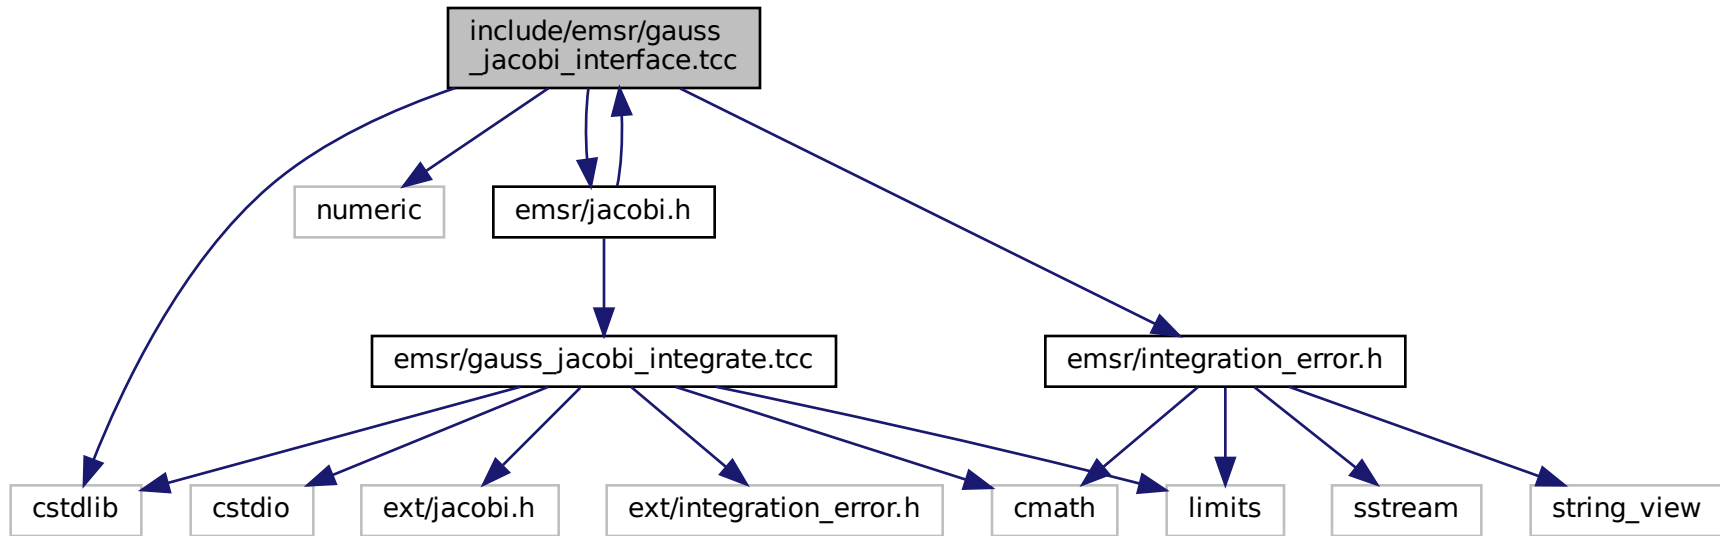 include/emsr/gauss
_jacobi_interface.tcc
numeric
emsr/jacobi.h
emsr/gauss_jacobi_integrate.tcc
emsr/integration_error.h
cstdlib
cstdio
ext/jacobi.h
ext/integration_error.h
cmath
limits
sstream
string_view